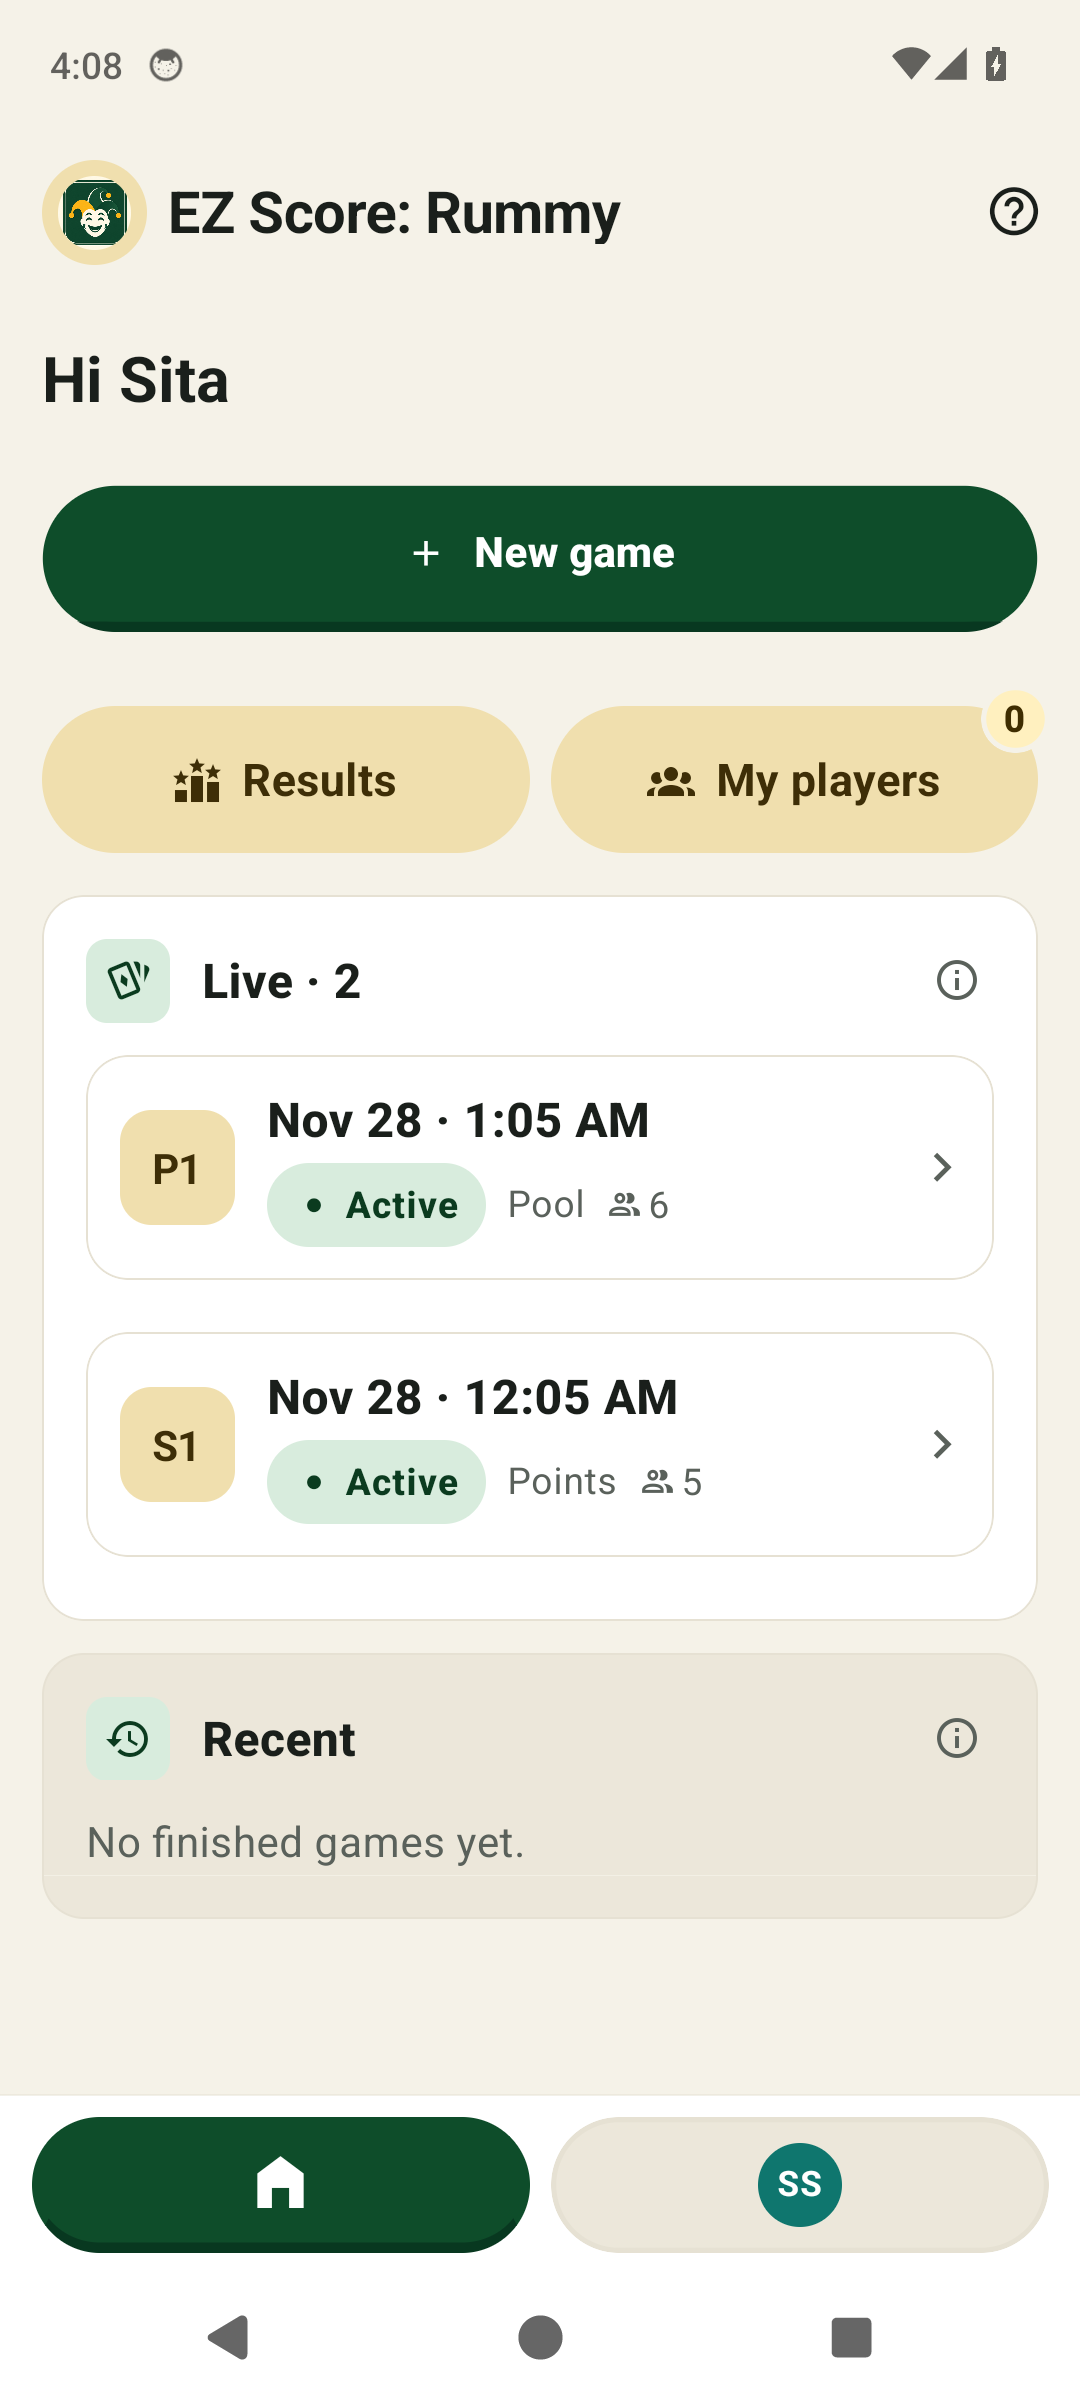 4:08
EZ Score: Rummy
Hi Sita
+ New game
Results
My players
0
Live · 2
P1
Nov 28 · 1:05 AM
• Active Pool 6
S1
Nov 28 · 12:05 AM
• Active Points 5
Recent
No finished games yet.
SS